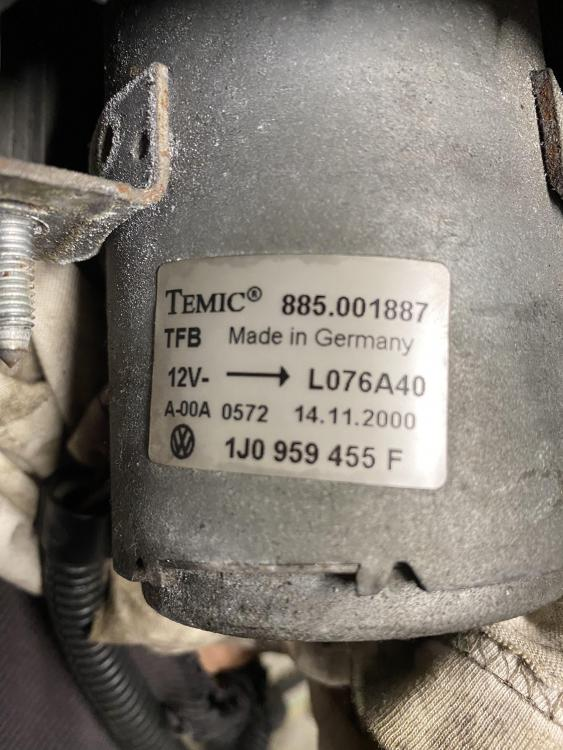 TEMIC® 885.001887
TFB Made in Germany
12V- → L076A40
A-00A 0572 14.11.2000
1J0 959 455 F